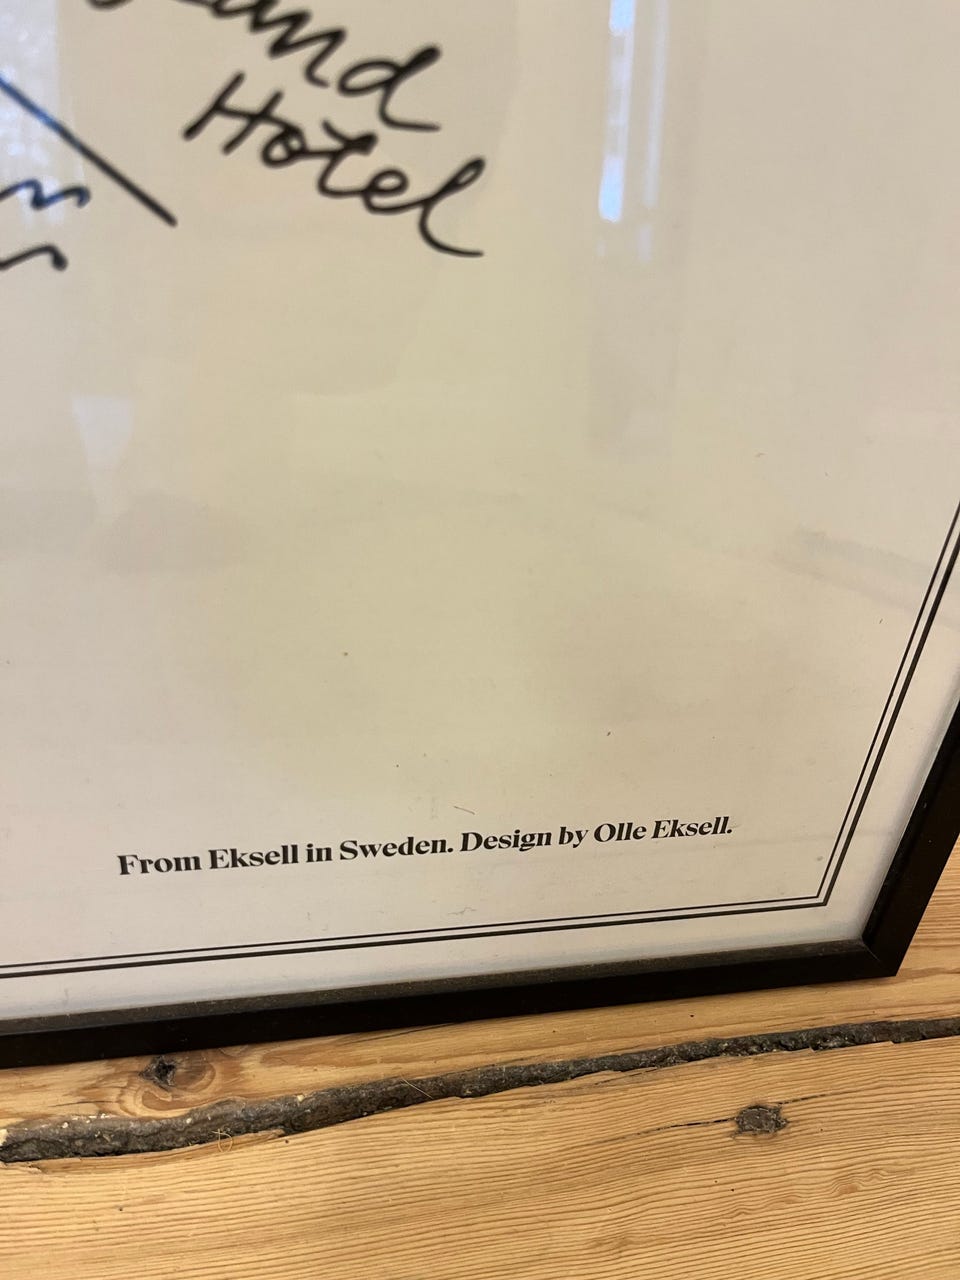 Hotel
From Eksell in Sweden. Design by Olle Eksell.